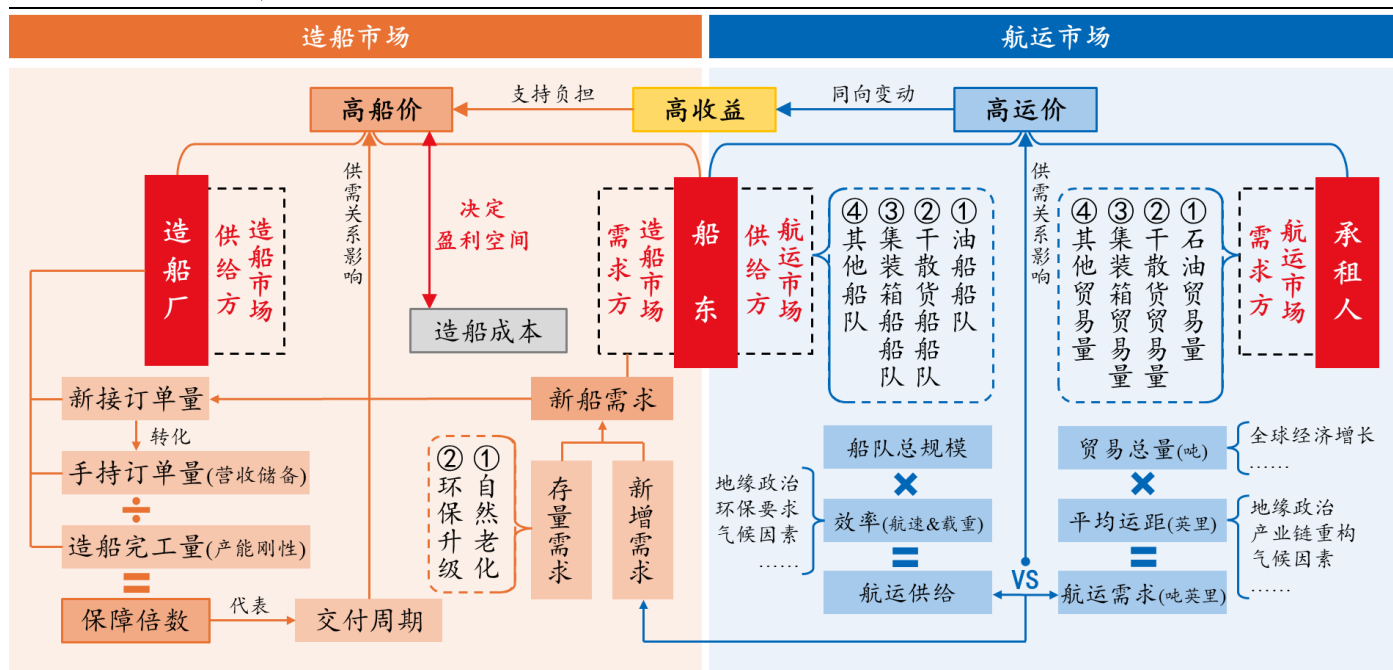 造船市场
航运市场
高船价
支持负担
高收益
同向变动
高运价
供需关系影响
决定
盈利空间
造船成本
造船厂
造船市场
供给方
造船市场
需求方
船东
航运市场
供给方
①油船船队
②干散货船船队
③集装箱船船队
④其他船队
供需关系影响
①石油贸易量
②干散货贸易量
③集装箱贸易量
④其他贸易量
航运市场
需求方
承租人
新接订单量
转化
手持订单量(营收储备)
÷
造船完工量(产能刚性)
=
保障倍数
代表
交付周期
新船需求
①自然老化
②环保升级
存量需求
新增需求
地缘政治
环保要求
气候因素
……
船队总规模
×
效率(航速&载重)
=
航运供给
VS
贸易总量(吨)
×
平均运距(英里)
=
航运需求(吨英里)
全球经济增长
……
地缘政治
产业链重构
气候因素
……